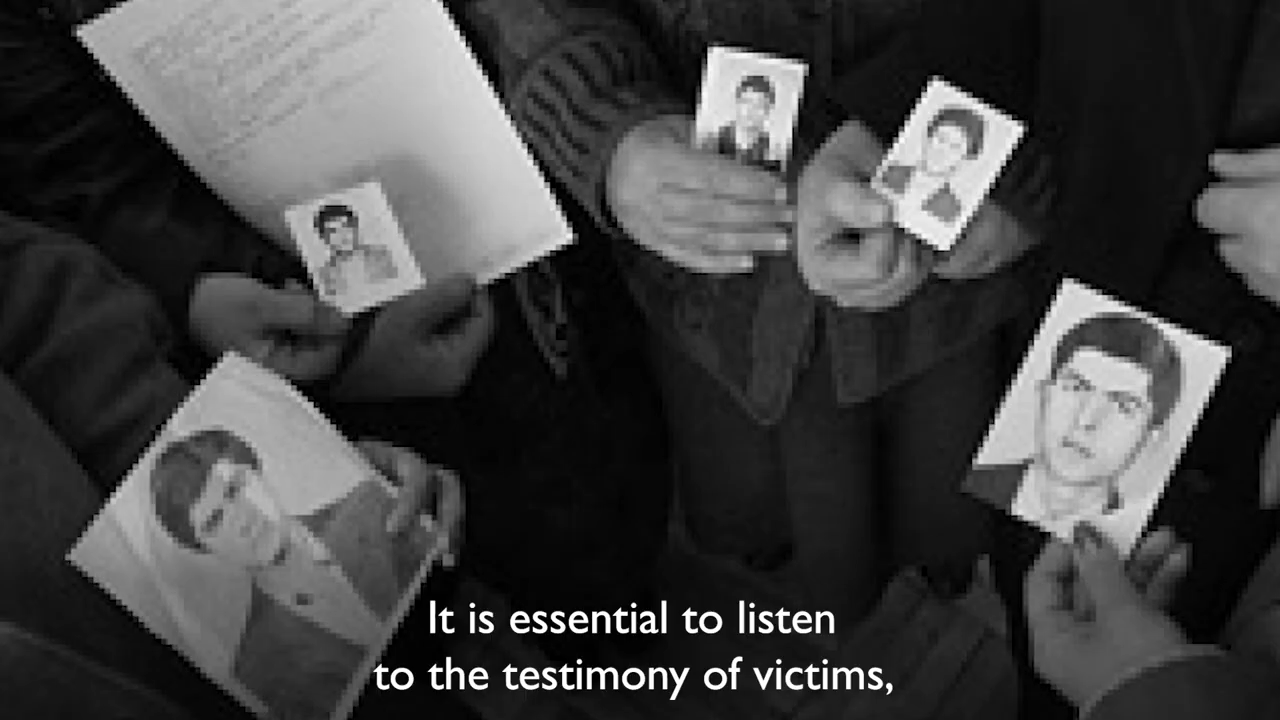 It is essential to listen
to the testimony of victims,